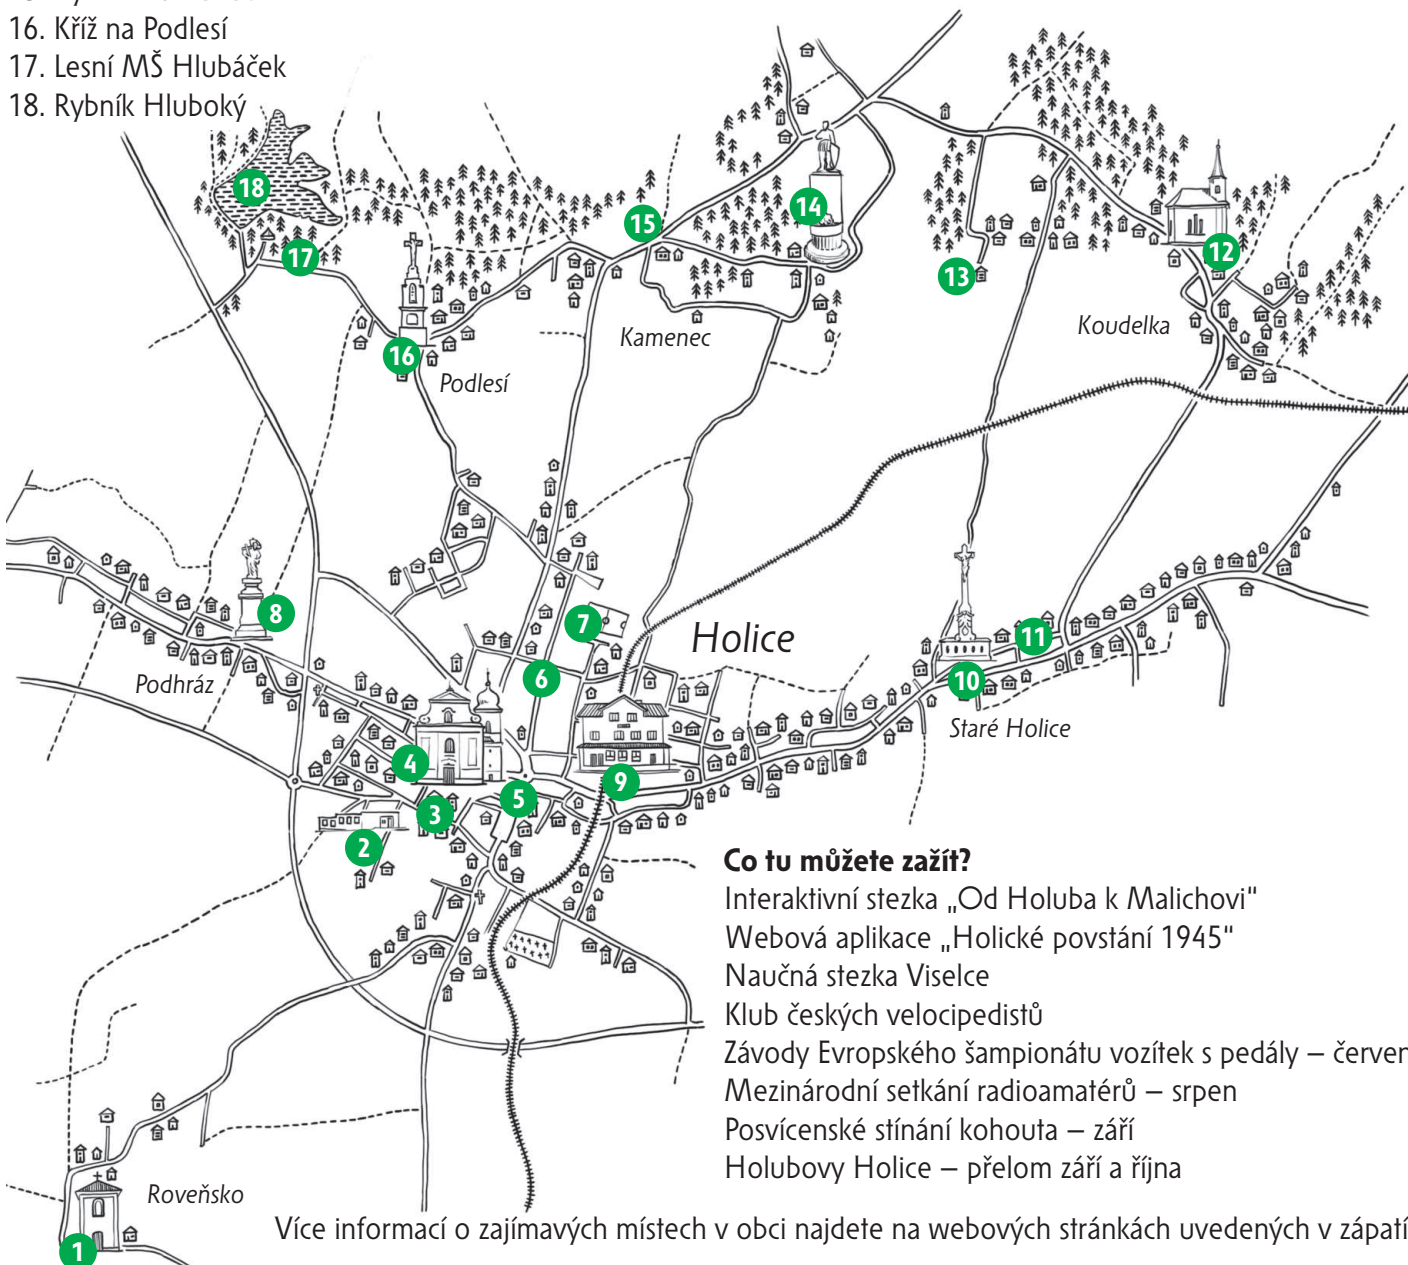 16. Kříž na Podlesí
17. Lesní MŠ Hlubáček
18. Rybník Hluboký
18
17
16
15
14
13
12
Kamenec
Koudelka
Podlesí
8
7
11
Holice
6
10
Podhráz
Staré Holice
4
9
5
3
2
Co tu můžete zažít?
Interaktivní stezka „Od Holuba k Malichovi"
Webová aplikace „Holické povstání 1945"
Naučná stezka Viselce
Klub českých velocipedistů
Závody Evropského šampionátu vozítek s pedály – červen
Mezinárodní setkání radioamatérů – srpen
Posvícenské stínání kohouta – září
Holubovy Holice – přelom září a října
Roveňsko
Více informací o zajímavých místech v obci najdete na webových stránkách uvedených v zápatí
1